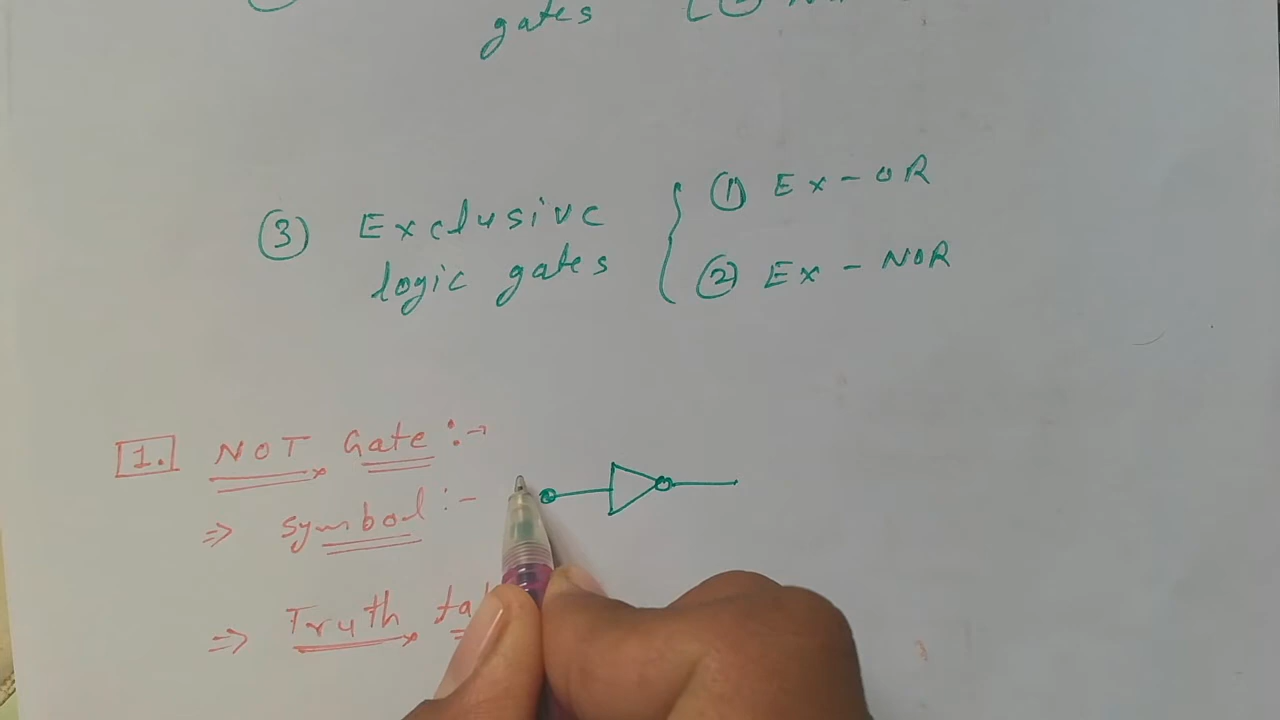 gates
③ Exclusive { ① Ex - OR
logic gates ② Ex - NOR
1. NOT Gate :-
⇒ Symbol :-
⇒ Truth